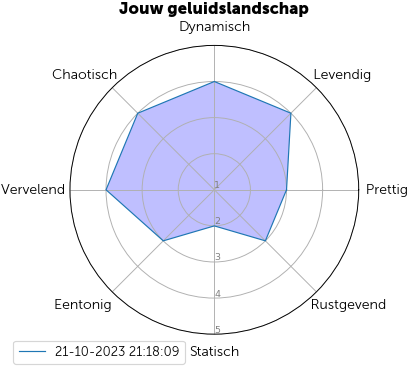 Jouw geluidslandschap
Dynamisch
Chaotisch
Levendig
Vervelend
1
Prettig
2
3
4
Eentonig
Rustgevend
5
21-10-2023 21:18:09
Statisch